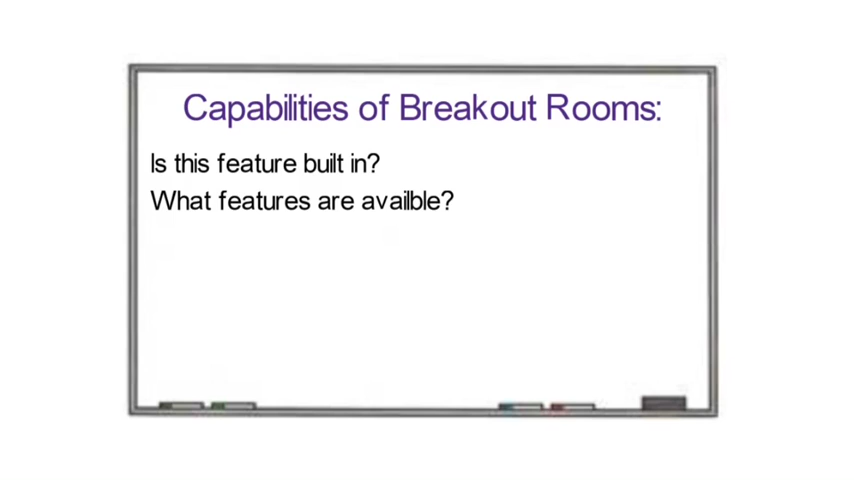 Capabilities of Breakout Rooms:
Is this feature built in?
What features are availble?